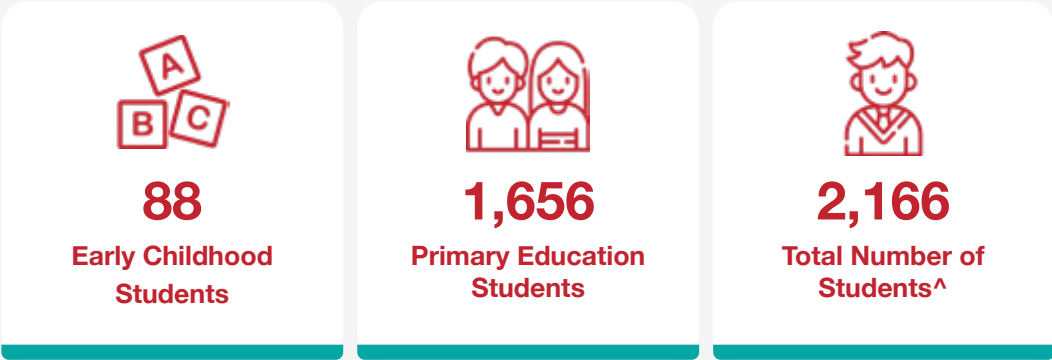 A
B
C
88
Early Childhood
Students
1,656
Primary Education
Students
2,166
Total Number of
Students^